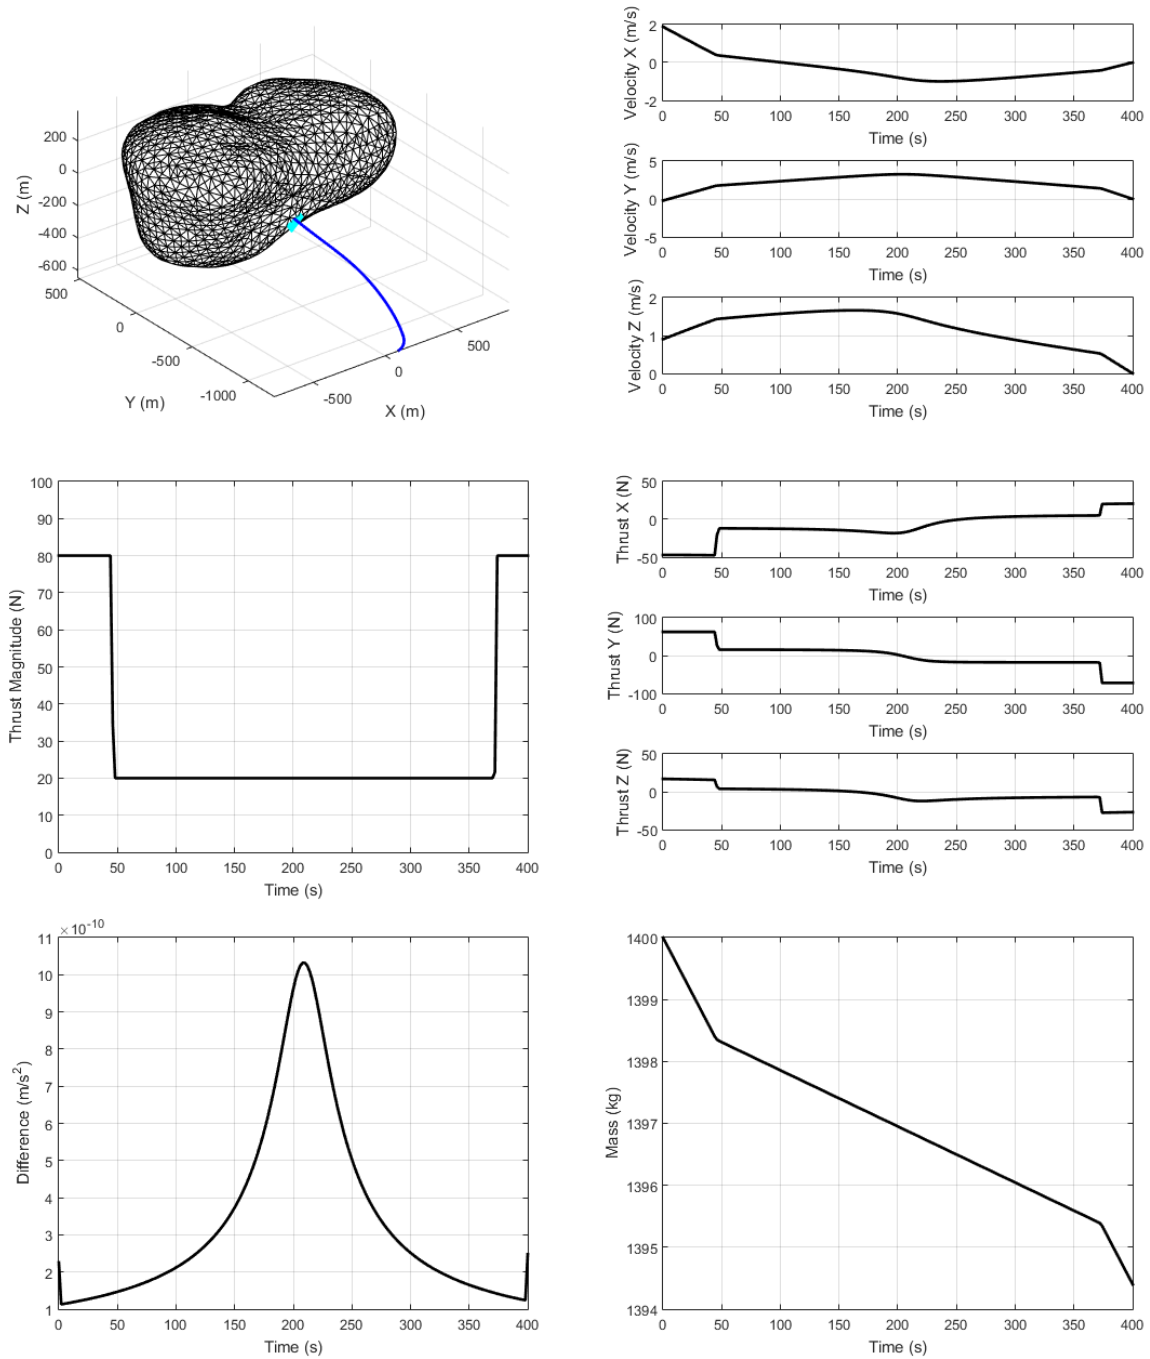 200
0
-200
-400
-600
Z (m)
500
0
-500
-1000
Y (m)
-500
0
500
X (m)
Velocity X (m/s)
2
0
-2
0 50 100 150 200 250 300 350 400
Time (s)
Velocity Y (m/s)
5
0
-5
0 50 100 150 200 250 300 350 400
Time (s)
Velocity Z (m/s)
2
1
0
0 50 100 150 200 250 300 350 400
Time (s)
Thrust Magnitude (N)
100
90
80
70
60
50
40
30
20
10
0
0 50 100 150 200 250 300 350 400
Time (s)
Thrust X (N)
50
0
-50
0 50 100 150 200 250 300 350 400
Time (s)
Thrust Y (N)
100
0
-100
0 50 100 150 200 250 300 350 400
Time (s)
Thrust Z (N)
50
0
-50
0 50 100 150 200 250 300 350 400
Time (s)
Difference (m/s²)
×10⁻¹⁰
11
10
9
8
7
6
5
4
3
2
1
0 50 100 150 200 250 300 350 400
Time (s)
Mass (kg)
1400
1399
1398
1397
1396
1395
1394
0 50 100 150 200 250 300 350 400
Time (s)